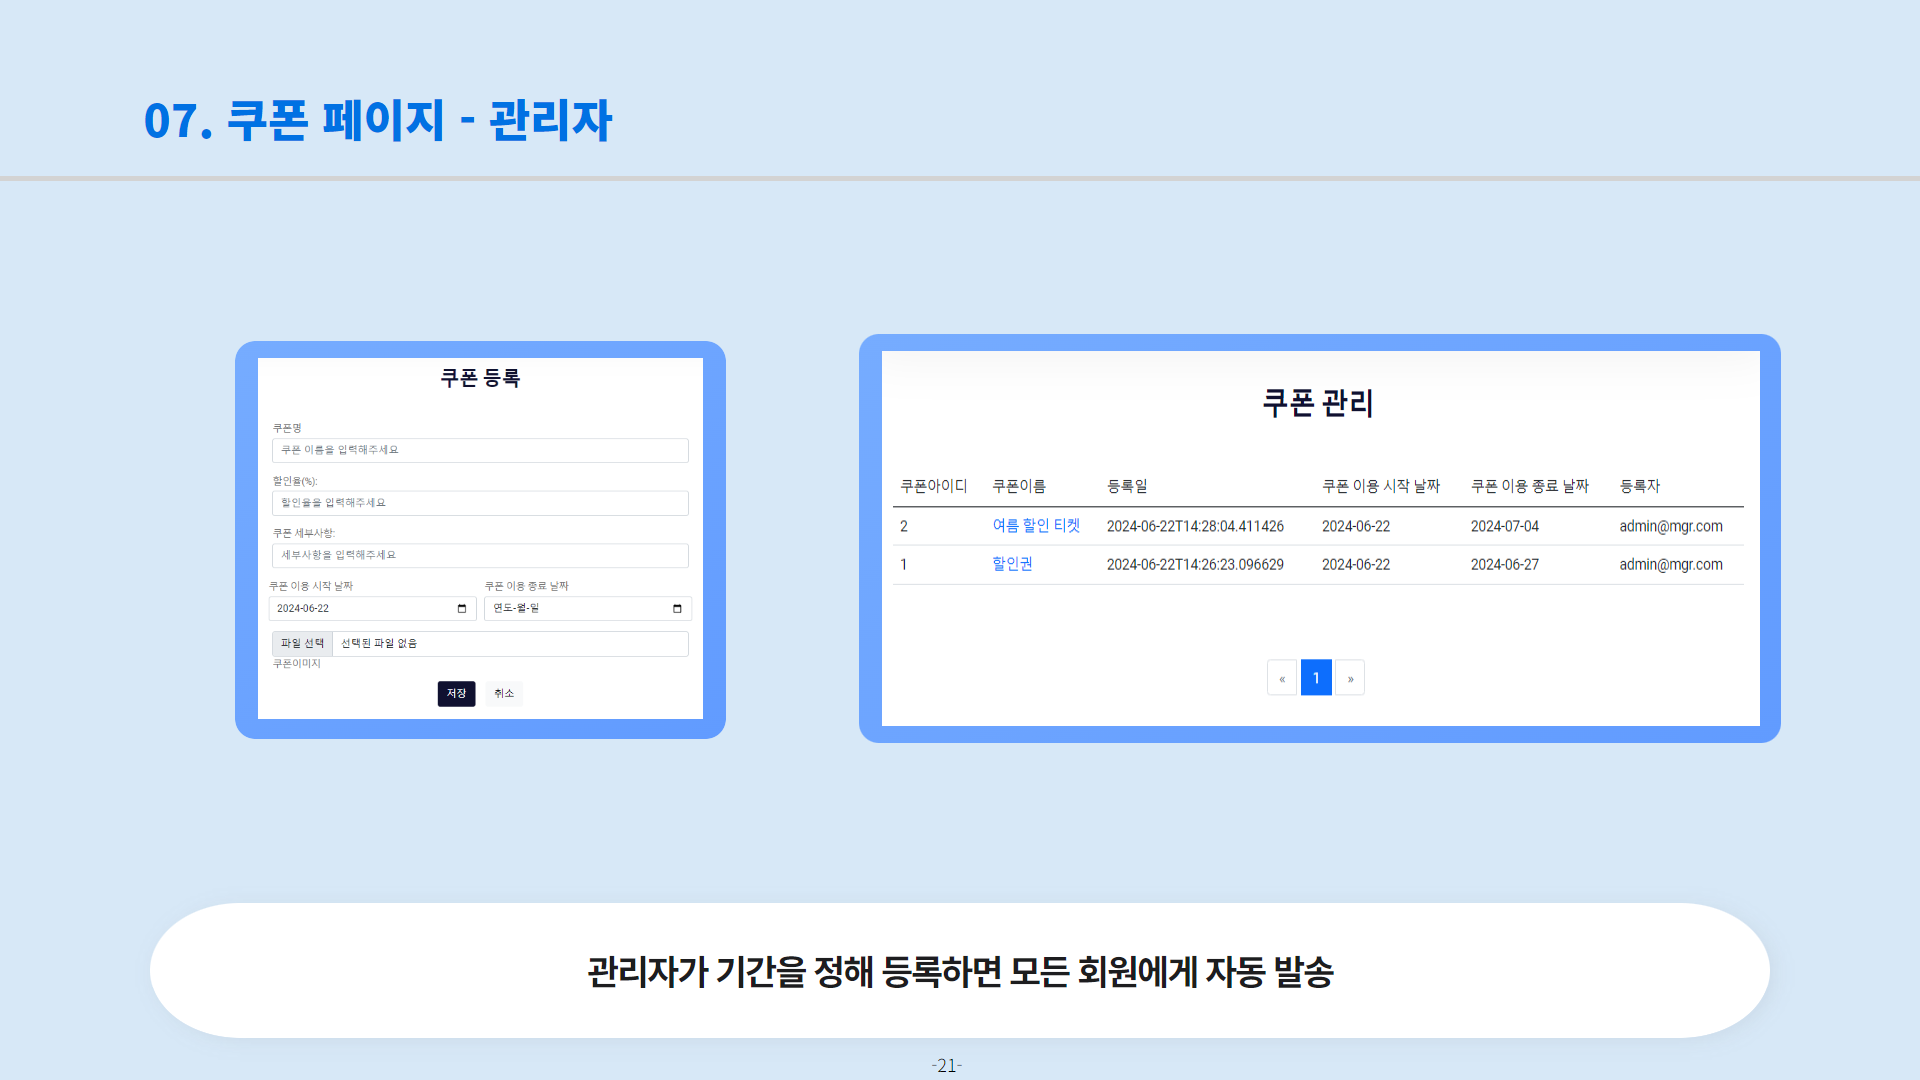 07. 쿠폰 페이지 - 관리자
쿠폰 등록
쿠폰명
쿠폰 이름을 입력해주세요
할인율(%):
할인율을 입력해주세요
쿠폰 세부사항:
세부사항을 입력해주세요
쿠폰 이용 시작 날짜 쿠폰 이용 종료 날짜
2024-06-22 연도-월-일
파일 선택 선택된 파일 없음
쿠폰이미지
저장 취소
쿠폰 관리
쿠폰아이디 쿠폰이름 등록일 쿠폰 이용 시작 날짜 쿠폰 이용 종료 날짜 등록자
2 여름 할인 티켓 2024-06-22T14:28:04.411426 2024-06-22 2024-07-04 admin@mgr.com
1 할인권 2024-06-22T14:26:23.096629 2024-06-22 2024-06-27 admin@mgr.com
« 1 »
관리자가 기간을 정해 등록하면 모든 회원에게 자동 발송
-21-